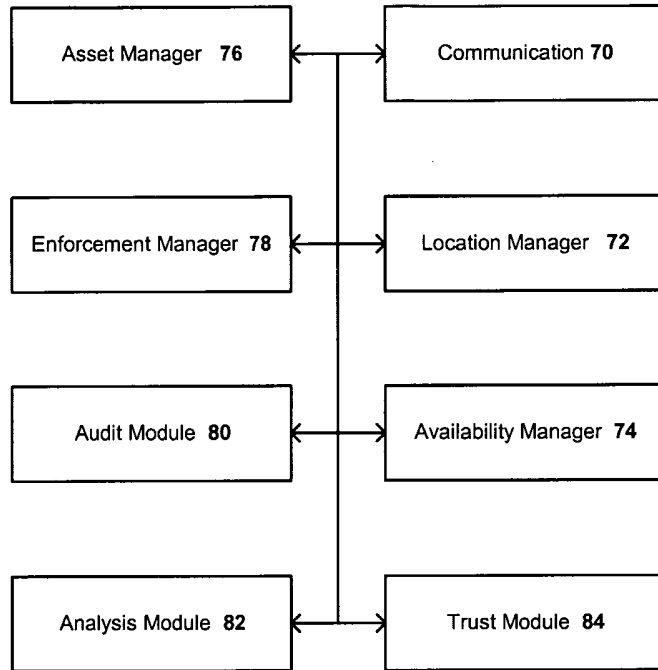 Asset Manager 76
Communication 70
Enforcement Manager 78
Location Manager 72
Audit Module 80
Availability Manager 74
Analysis Module 82
Trust Module 84